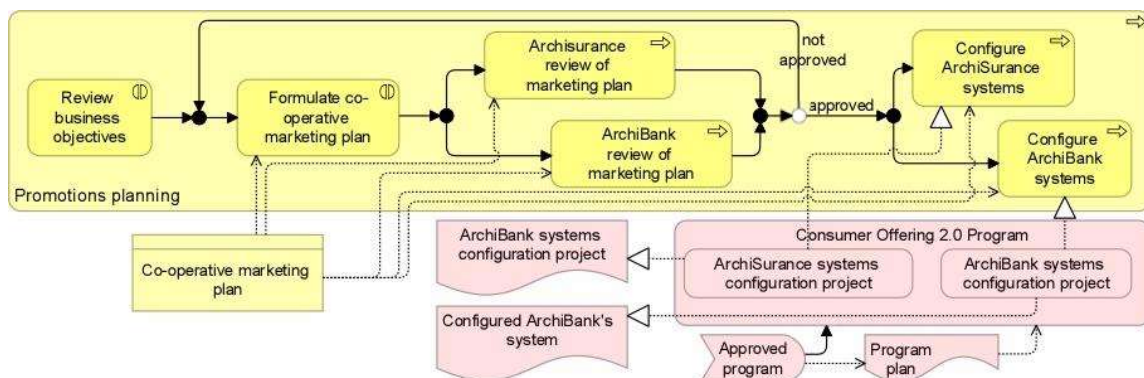 Review
business
objectives
Formulate co-
operative
marketing plan
Archisurance
review of
marketing plan
ArchiBank
review of
marketing plan
not
approved
approved
Configure
ArchiSurance
systems
Configure
ArchiBank
systems
Promotions planning
Co-operative marketing
plan
ArchiBank systems
configuration project
Configured ArchiBank's
system
Consumer Offering 2.0 Program
ArchiSurance systems
configuration project
ArchiBank systems
configuration project
Approved
program
Program
plan